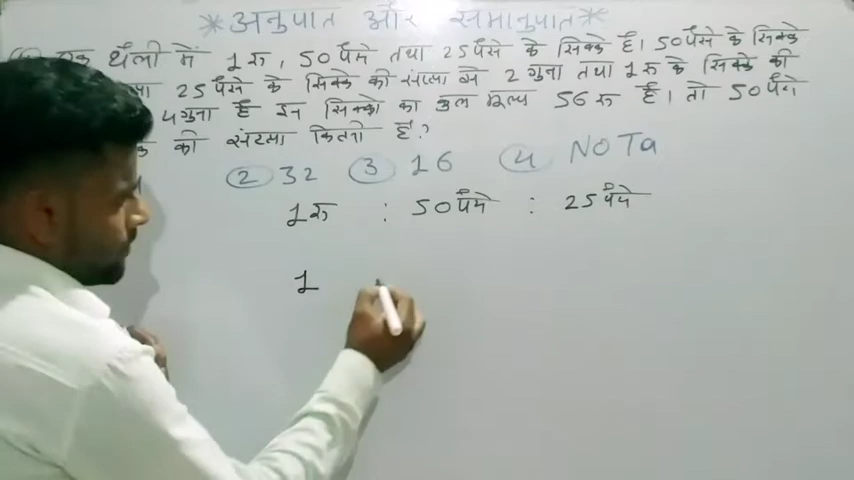 *अनुपात और समानुपात*
एक थैली में 1 रु, 50 पैसे तथा 25 पैसे के सिक्के है। 50 पैसे के सिक्के
25 पैसे के सिक्को की संख्या से 2 गुना तथा 1 रु के सिक्के की
4 गुना है इन सिक्को का कुल मूल्य 56 रु है। तो 50 पैसे
की संख्या कितनी है?
2 32 3 16 4 NOTa
1 रु : 50 पैसे : 25 पैसे
1